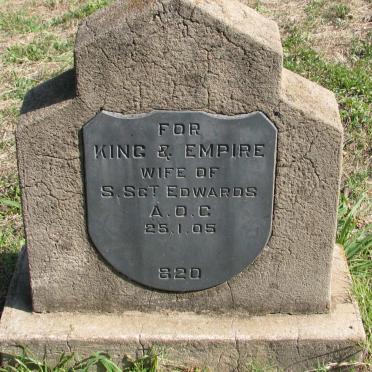 FOR
KING & EMPIRE
WIFE OF
S.SGT EDWARDS
A.O.C
25.1.05
820